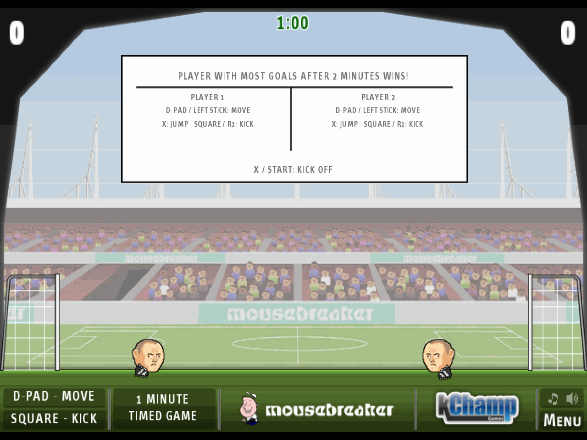 0
1:00
0
PLAYER WITH MOST GOALS AFTER 2 MINUTES WINS!
PLAYER 1
D-PAD / LEFT STICK: MOVE
X: JUMP SQUARE / R1: KICK
PLAYER 2
D-PAD / LEFT STICK: MOVE
X: JUMP SQUARE / R1: KICK
X / START: KICK OFF
mousebreaker
D-PAD - MOVE
SQUARE - KICK
1 MINUTE
TIMED GAME
mousebreaker
kChamp
Games
MENU